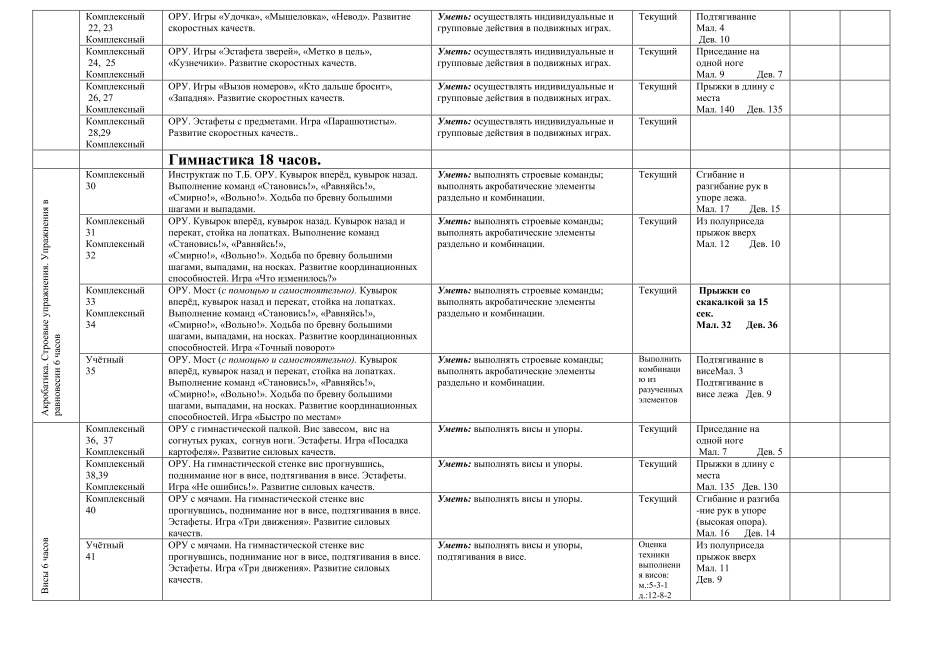 Комплексный
22, 23
Комплексный
ОРУ. Игры «Удочка», «Мышеловка», «Невод». Развитие
скоростных качеств.
Уметь: осуществлять индивидуальные и
групповые действия в подвижных играх.
Текущий
Подтягивание
Мал. 4
Дев. 10
Комплексный
24, 25
Комплексный
ОРУ. Игры «Эстафета зверей», «Метко в цель»,
«Кузнечики». Развитие скоростных качеств.
Уметь: осуществлять индивидуальные и
групповые действия в подвижных играх.
Текущий
Приседание на
одной ноге
Мал. 9 Дев. 7
Комплексный
26, 27
Комплексный
ОРУ. Игры «Вызов номеров», «Кто дальше бросит»,
«Западня». Развитие скоростных качеств.
Уметь: осуществлять индивидуальные и
групповые действия в подвижных играх.
Текущий
Прыжки в длину с
места
Мал. 140 Дев. 135
Комплексный
28,29
Комплексный
ОРУ. Эстафеты с предметами. Игра «Парашютисты».
Развитие скоростных качеств..
Уметь: осуществлять индивидуальные и
групповые действия в подвижных играх.
Текущий
Гимнастика 18 часов.
Акробатика. Строевые упражнения. Упражнения в
равновесии 6 часов
Комплексный
30
Инструктаж по Т.Б. ОРУ. Кувырок вперёд, кувырок назад.
Выполнение команд «Становись!», «Равняйсь!»,
«Смирно!», «Вольно!». Ходьба по бревну большими
шагами и выпадами.
Уметь: выполнять строевые команды;
выполнять акробатические элементы
раздельно и комбинации.
Текущий
Сгибание и
разгибание рук в
упоре лежа.
Мал. 17 Дев. 15
Комплексный
31
Комплексный
32
ОРУ. Кувырок вперёд, кувырок назад. Кувырок назад и
перекат, стойка на лопатках. Выполнение команд
«Становись!», «Равняйсь!»,
«Смирно!», «Вольно!». Ходьба по бревну большими
шагами, выпадами, на носках. Развитие координационных
способностей. Игра «Что изменилось?»
Уметь: выполнять строевые команды;
выполнять акробатические элементы
раздельно и комбинации.
Текущий
Из полуприседа
прыжок вверх
Мал. 12 Дев. 10
Комплексный
33
Комплексный
34
ОРУ. Мост (с помощью и самостоятельно). Кувырок
вперёд, кувырок назад и перекат, стойка на лопатках.
Выполнение команд «Становись!», «Равняйсь!»,
«Смирно!», «Вольно!». Ходьба по бревну большими
шагами, выпадами, на носках. Развитие координационных
способностей. Игра «Точный поворот»
Уметь: выполнять строевые команды;
выполнять акробатические элементы
раздельно и комбинации.
Текущий
Прыжки со
скакалкой за 15
сек.
Мал. 32 Дев. 36
Учётный
35
ОРУ. Мост (с помощью и самостоятельно). Кувырок
вперёд, кувырок назад и перекат, стойка на лопатках.
Выполнение команд «Становись!», «Равняйсь!»,
«Смирно!», «Вольно!». Ходьба по бревну большими
шагами, выпадами, на носках. Развитие координационных
способностей. Игра «Быстро по местам»
Уметь: выполнять строевые команды;
выполнять акробатические элементы
раздельно и комбинации.
Выполнить
комбинаци
ю из
разученных
элементов
Подтягивание в
висеМал. 3
Подтягивание в
висе лежа Дев. 9
Висы 6 часов
Комплексный
36, 37
Комплексный
ОРУ с гимнастической палкой. Вис завесом, вис на
согнутых руках, согнув ноги. Эстафеты. Игра «Посадка
картофеля». Развитие силовых качеств.
Уметь: выполнять висы и упоры.
Текущий
Приседание на
одной ноге
Мал. 7 Дев. 5
Комплексный
38,39
Комплексный
ОРУ. На гимнастической стенке вис прогнувшись,
поднимание ног в висе, подтягивания в висе. Эстафеты.
Игра «Не ошибись!». Развитие силовых качеств.
Уметь: выполнять висы и упоры.
Текущий
Прыжки в длину с
места
Мал. 135 Дев. 130
Комплексный
40
ОРУ с мячами. На гимнастической стенке вис
прогнувшись, поднимание ног в висе, подтягивания в висе.
Эстафеты. Игра «Три движения». Развитие силовых
качеств.
Уметь: выполнять висы и упоры.
Текущий
Сгибание и разгиба
-ние рук в упоре
(высокая опора).
Мал. 16 Дев. 14
Учётный
41
ОРУ с мячами. На гимнастической стенке вис
прогнувшись, поднимание ног в висе, подтягивания в висе.
Эстафеты. Игра «Три движения». Развитие силовых
качеств.
Уметь: выполнять висы и упоры,
подтягивания в висе.
Оценка
техники
выполнени
я висов:
м.:5-3-1
д.:12-8-2
Из полуприседа
прыжок вверх
Мал. 11
Дев. 9